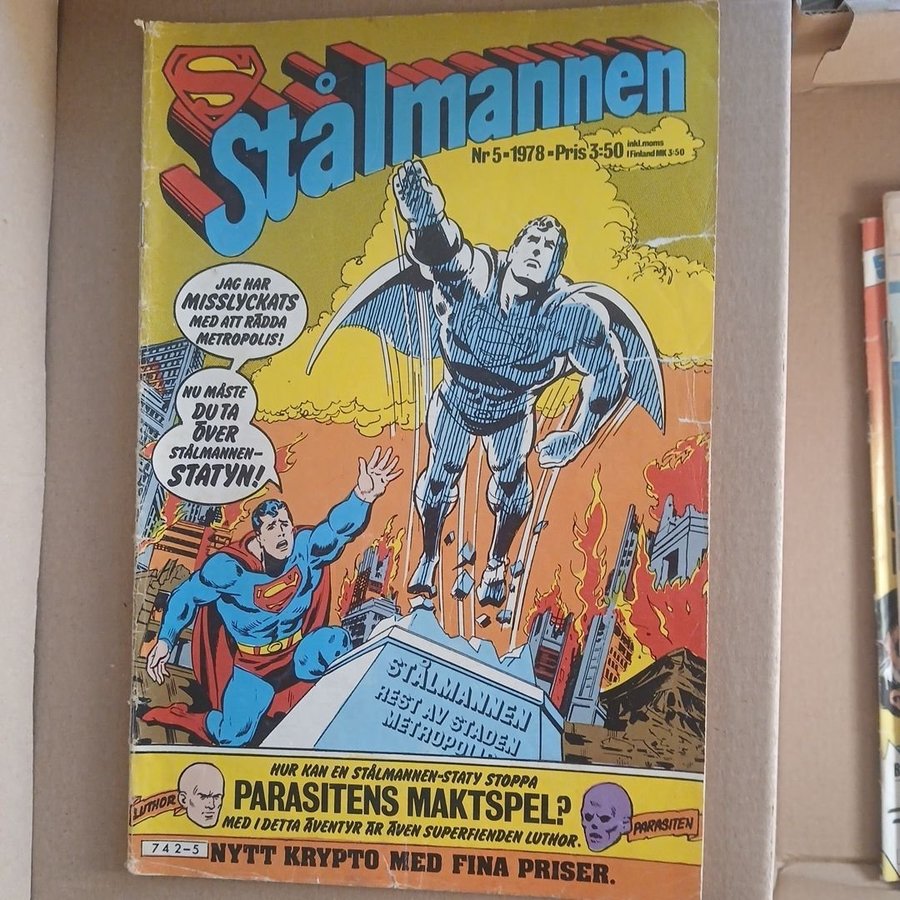 S
Stålmannen
Nr 5 • 1978 • Pris 3:50 inkl.moms
I Finland MK 3:50
JAG HAR
MISSLYCKATS
MED ATT RÄDDA
METROPOLIS!
NU MÅSTE
DU TA
ÖVER
STÅLMANNEN-
STATYN!
STÅLMANNEN
REST AV STADEN
METROPOLIS
HUR KAN EN STÅLMANNEN-STATY STOPPA
PARASITENS MAKTSPEL?
MED I DETTA ÄVENTYR ÄR ÄVEN SUPERFIENDEN LUTHOR.
LUTHOR
PARASITEN
742-5
NYTT KRYPTO MED FINA PRISER.